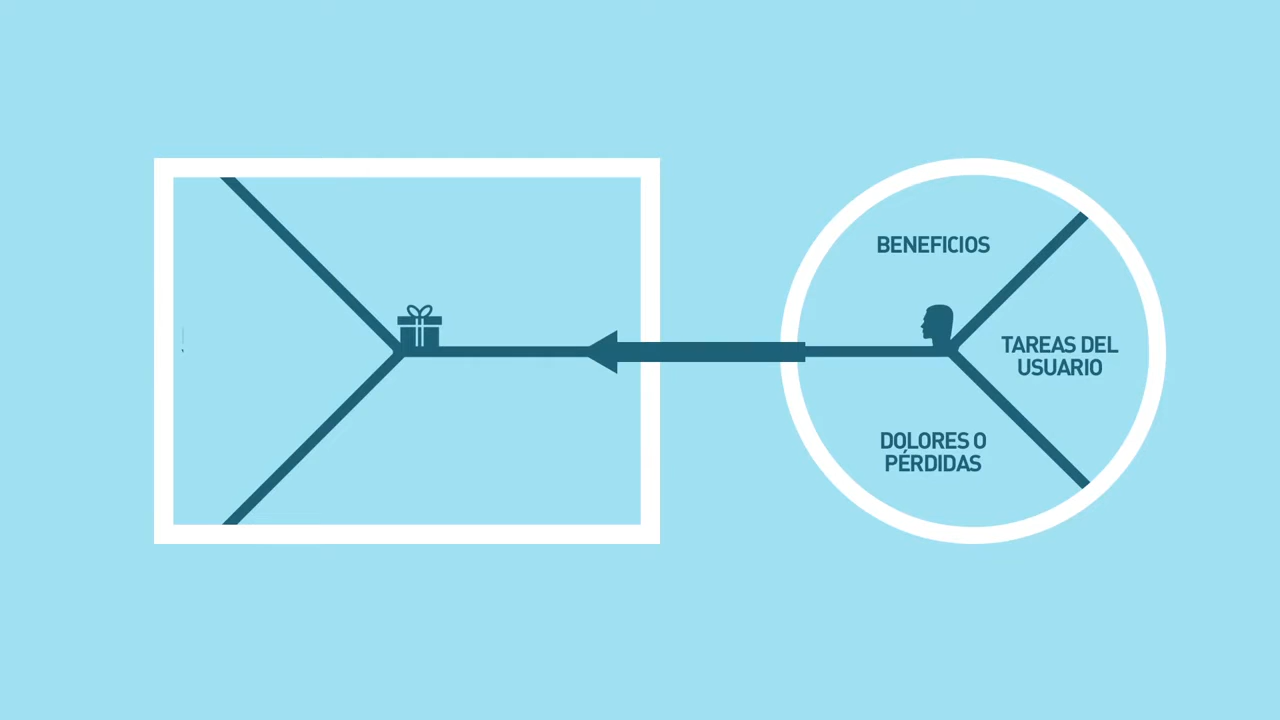 BENEFICIOS
TAREAS DEL
USUARIO
DOLORES O
PÉRDIDAS